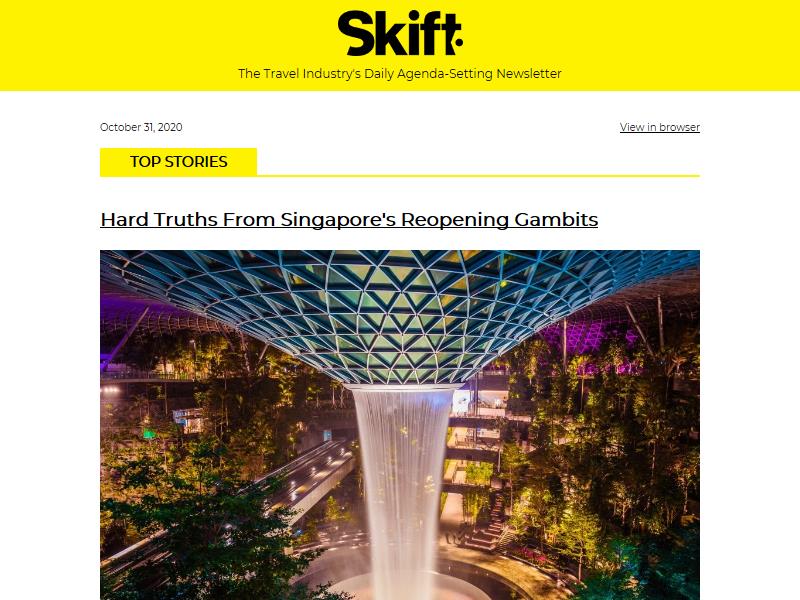 Skift.
The Travel Industry's Daily Agenda-Setting Newsletter
October 31, 2020
View in browser
TOP STORIES
Hard Truths From Singapore's Reopening Gambits